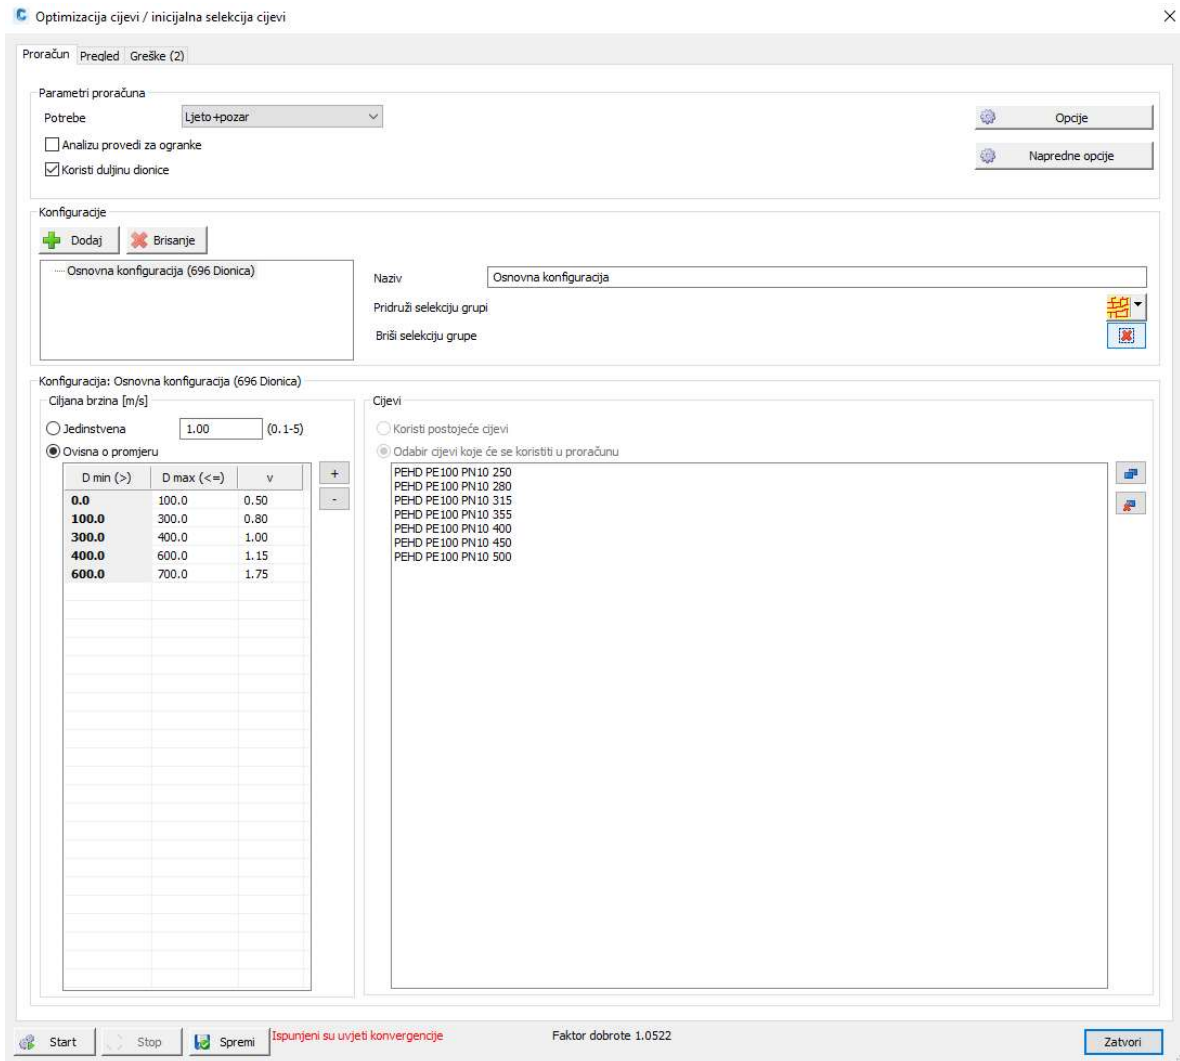 Optimizacija cijevi / inicijalna selekcija cijevi
Proračun Pregled Greške (2)
Parametri proračuna
Potrebe Ljeto+pozar
Opcije
Analizu provedi za ogranke
Koristi duljinu dionice
Napredne opcije
Konfiguracije
Dodaj Brisanje
Osnovna konfiguracija (696 Dionica)
Naziv Osnovna konfiguracija
Pridruži selekciju grupi
Briši selekciju grupe
Konfiguracija: Osnovna konfiguracija (696 Dionica)
Ciljana brzina [m/s]
Jedinstvena 1.00 (0.1-5)
Ovisna o promjeru
D min (>) D max (<=) v
0.0 100.0 0.50
100.0 300.0 0.80
300.0 400.0 1.00
400.0 600.0 1.15
600.0 700.0 1.75
+
-
Cijevi
Koristi postojeće cijevi
Odabir cijevi koje će se koristiti u proračunu
PEHD PE100 PN10 250
PEHD PE100 PN10 280
PEHD PE100 PN10 315
PEHD PE100 PN10 355
PEHD PE100 PN10 400
PEHD PE100 PN10 450
PEHD PE100 PN10 500
Start Stop Spremi Ispunjeni su uvjeti konvergencije Faktor dobrote 1.0522 Zatvori